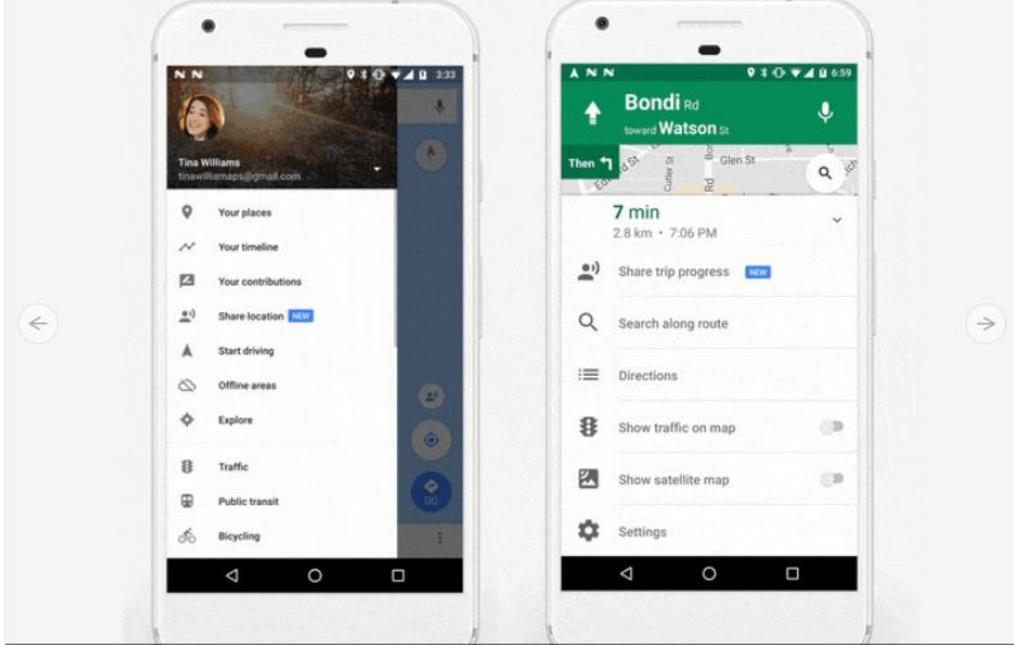 3:33
Tina Williams
tinawilliamaps@gmail.com
Your places
Your timeline
Your contributions
Share location NEW
Start driving
Offline areas
Explore
Traffic
Public transit
Bicycling
GO
6:59
Bondi Rd
toward Watson St
Then
Glen St
Cutler St
Rd
7 min
2.8 km • 7:06 PM
Share trip progress NEW
Search along route
Directions
Show traffic on map
Show satellite map
Settings